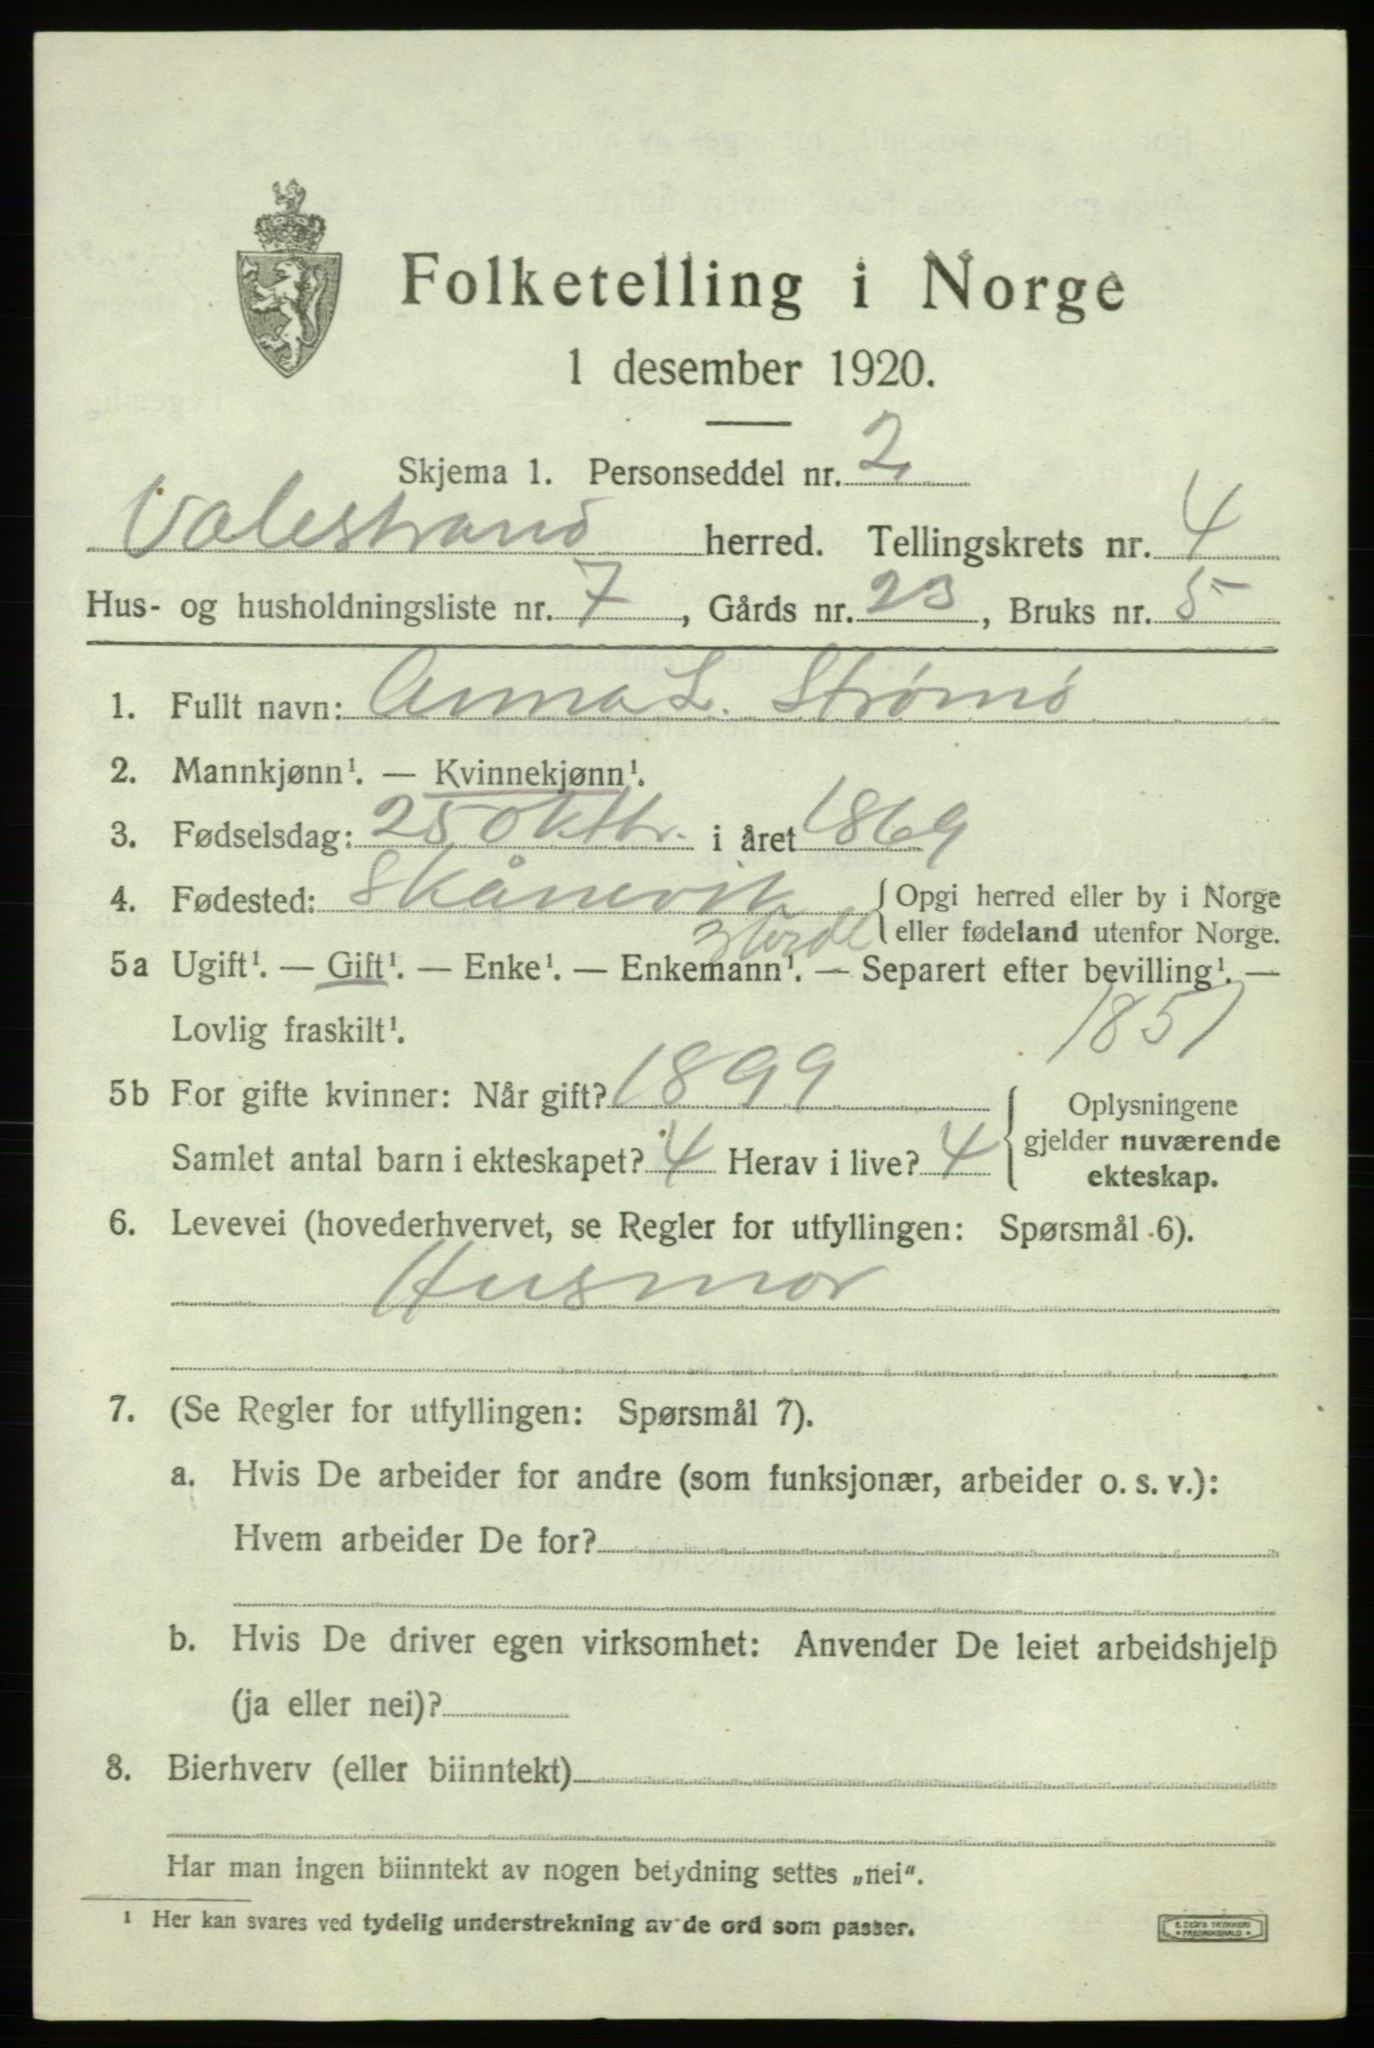 Folketelling i Norge
1 desember 1920.
Skjema 1. Personseddel nr. 2
Valestrand herred. Tellingskrets nr. 4
Hus- og husholdningsliste nr. 7, Gårds nr. 23, Bruks nr. 5
1. Fullt navn: Anna L. Strømø
2. Mannkjønn¹. — Kvinnekjønn¹.
3. Fødselsdag: 25 oktbr. i året 1869
4. Fødested: Skånevik { Opgi herred eller by i Norge
eller fødeland utenfor Norge.
5a Ugift¹. — Gift¹. — Enke¹. — Enkemann¹. — Separert efter bevilling¹. —
Lovlig fraskilt¹. 1851
5b For gifte kvinner: Når gift? 1899
Samlet antal barn i ekteskapet? 4 Herav i live? 4
Oplysningene
gjelder nuværende
ekteskap.
6. Levevei (hovederhvervet, se Regler for utfyllingen: Spørsmål 6).
Husmor
7. (Se Regler for utfyllingen: Spørsmål 7).
a. Hvis De arbeider for andre (som funksjonær, arbeider o. s. v.):
Hvem arbeider De for?
b. Hvis De driver egen virksomhet: Anvender De leiet arbeidshjelp
(ja eller nei)?
8. Bierhverv (eller biinntekt)
Har man ingen biinntekt av nogen betydning settes „nei“.
¹ Her kan svares ved tydelig understrekning av de ord som passer.